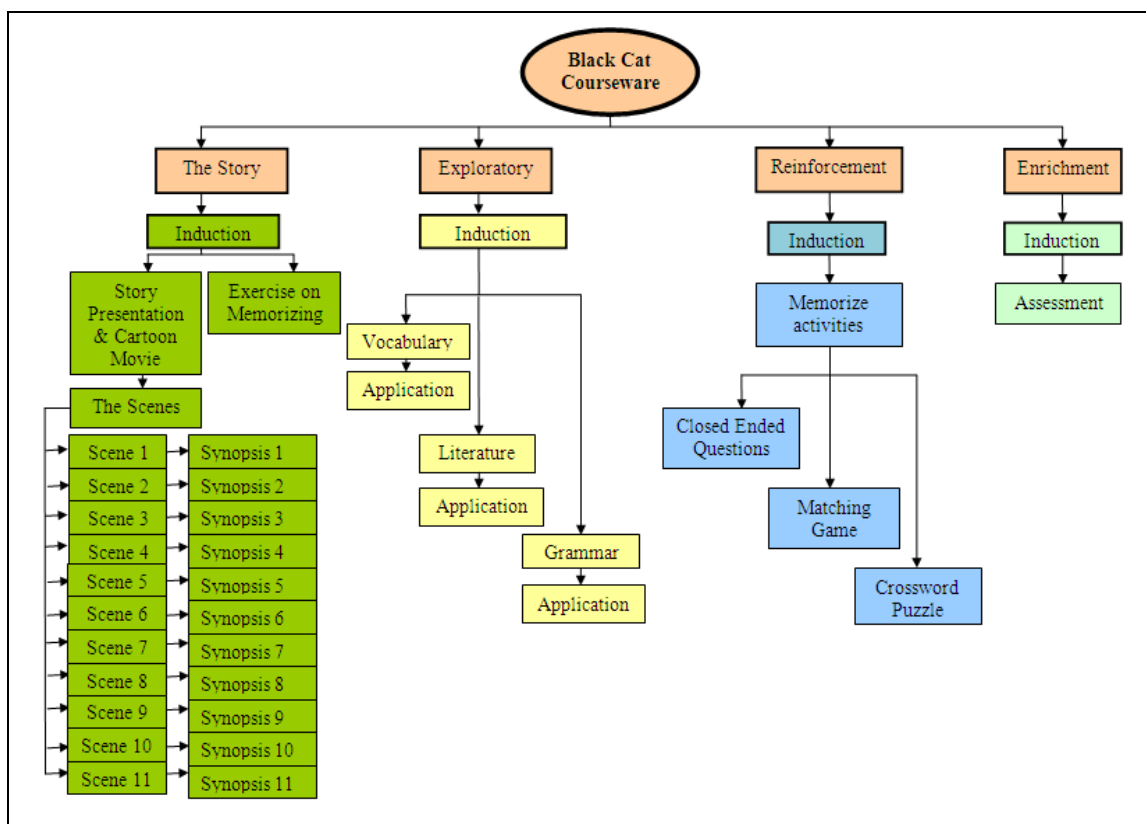 Black Cat
Courseware
The Story
Exploratory
Reinforcement
Enrichment
Induction
Induction
Induction
Induction
Story
Presentation
& Cartoon
Movie
Exercise on
Memorizing
Vocabulary
Application
Memorize
activities
Assessment
The Scenes
Literature
Application
Closed Ended
Questions
Grammar
Application
Matching
Game
Crossword
Puzzle
Scene 1
Synopsis 1
Scene 2
Synopsis 2
Scene 3
Synopsis 3
Scene 4
Synopsis 4
Scene 5
Synopsis 5
Scene 6
Synopsis 6
Scene 7
Synopsis 7
Scene 8
Synopsis 8
Scene 9
Synopsis 9
Scene 10
Synopsis 10
Scene 11
Synopsis 11